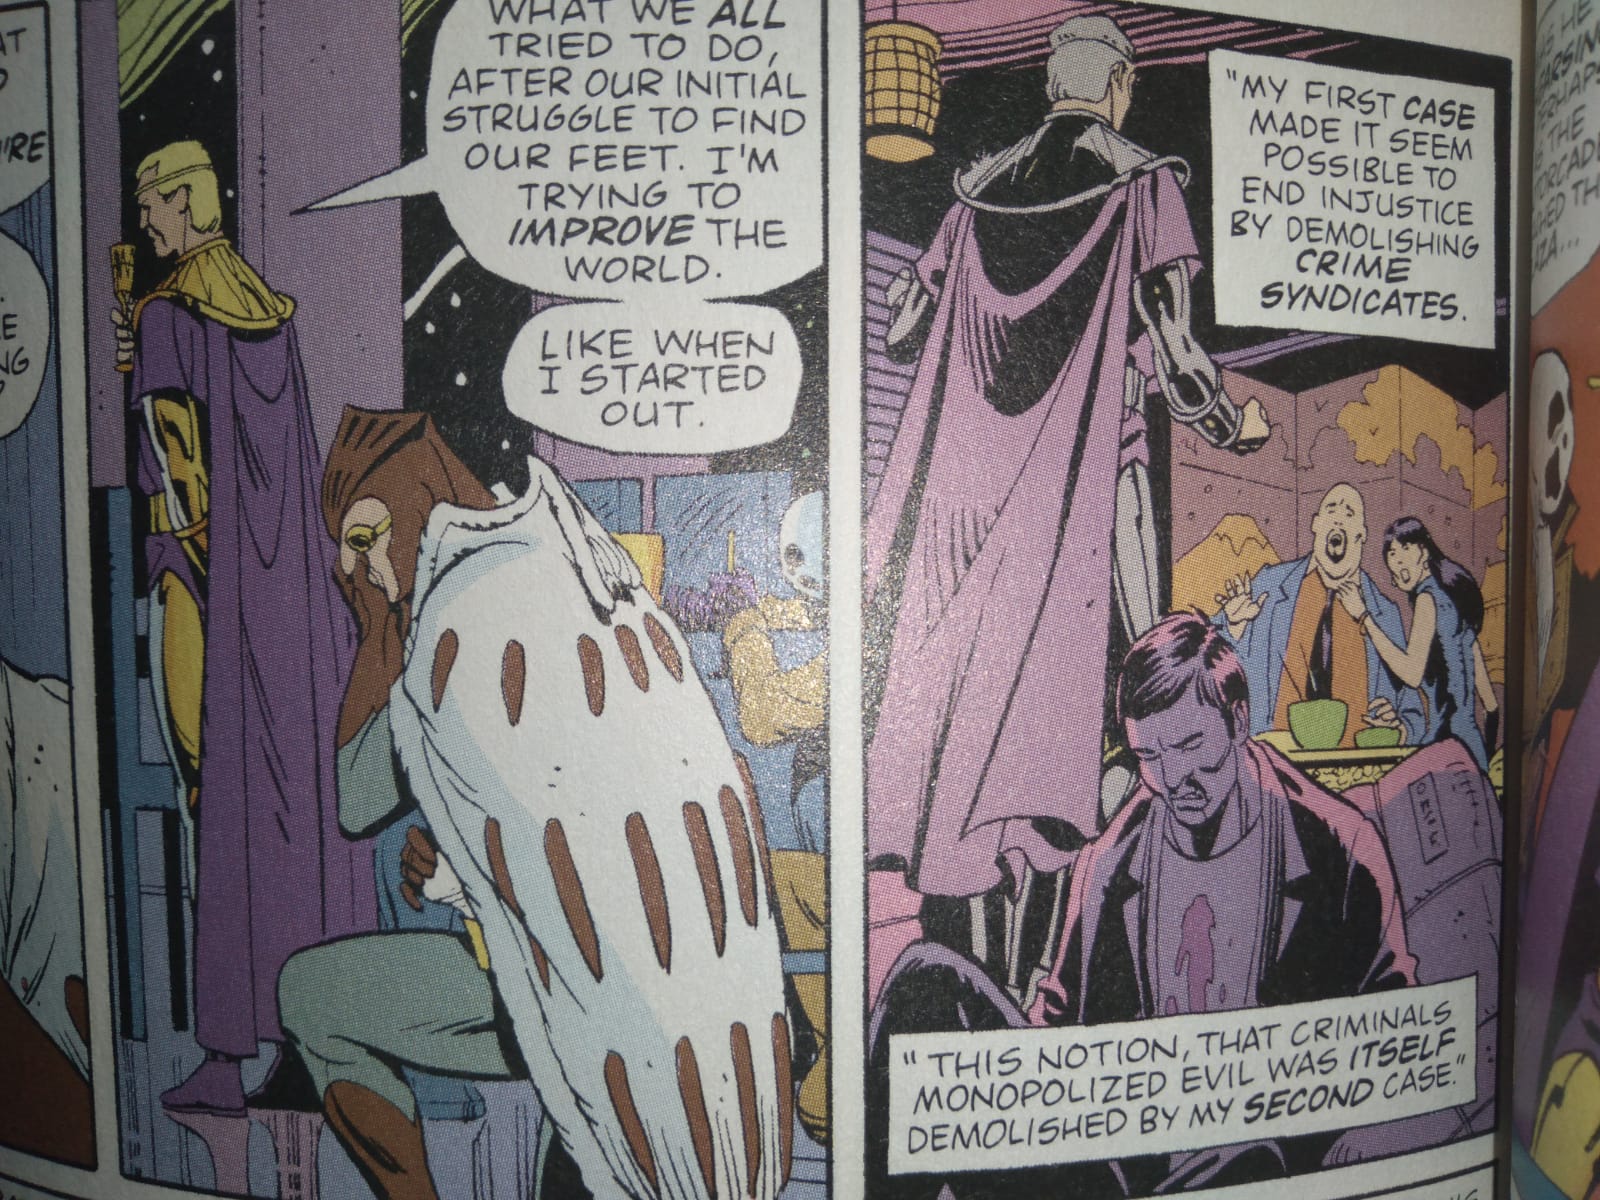 WHAT WE ALL
TRIED TO DO,
AFTER OUR INITIAL
STRUGGLE TO FIND
OUR FEET. I'M
TRYING TO
IMPROVE THE
WORLD.
LIKE WHEN
I STARTED
OUT.
"MY FIRST CASE
MADE IT SEEM
POSSIBLE TO
END INJUSTICE
BY DEMOLISHING
CRIME
SYNDICATES.
"THIS NOTION, THAT CRIMINALS
MONOPOLIZED EVIL WAS ITSELF
DEMOLISHED BY MY SECOND CASE."